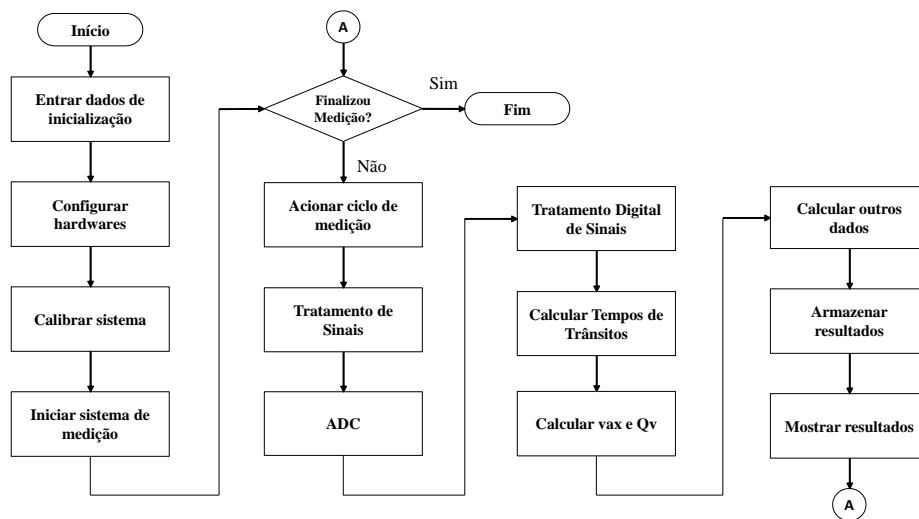 Início
Entrar dados de
inicialização
Configurar
hardwares
Calibrar sistema
Iniciar sistema de
medição
A
Finalizou
Medição?
Sim
Fim
Não
Acionar ciclo de
medição
Tratamento de
Sinais
ADC
Tratamento Digital
de Sinais
Calcular Tempos de
Trânsitos
Calcular vax e Qv
Calcular outros
dados
Armazenar
resultados
Mostrar resultados
A